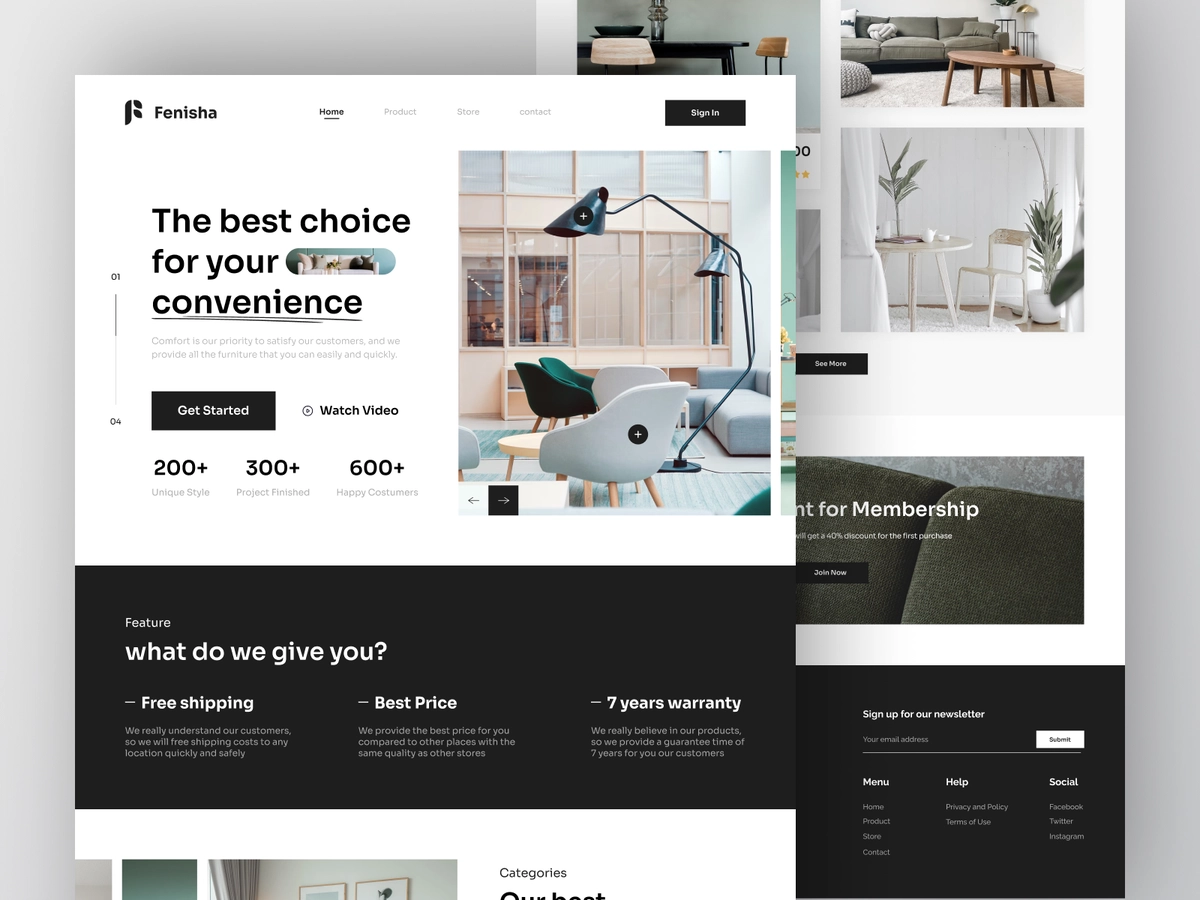 Fenisha
Home
Product
Store
contact
Sign In
The best choice
for your
convenience
01
04
Comfort is our priority to satisfy our customers, and we
provide all the furniture that you can easily and quickly.
Get Started
Watch Video
200+
Unique Style
300+
Project Finished
600+
Happy Costumers
Feature
what do we give you?
Free shipping
We really understand our customers,
so we will free shipping costs to any
location quickly and safely
Best Price
We provide the best price for you
compared to other places with the
same quality as other stores
7 years warranty
We really believe in our products,
so we provide a guarantee time of
7 years for you our customers
Categories
Our best
00
See More
nt for Membership
will get a 40% discount for the first purchase
Join Now
Sign up for our newsletter
Your email address
Submit
Menu
Home
Product
Store
Contact
Help
Privacy and Policy
Terms of Use
Social
Facebook
Twitter
Instagram